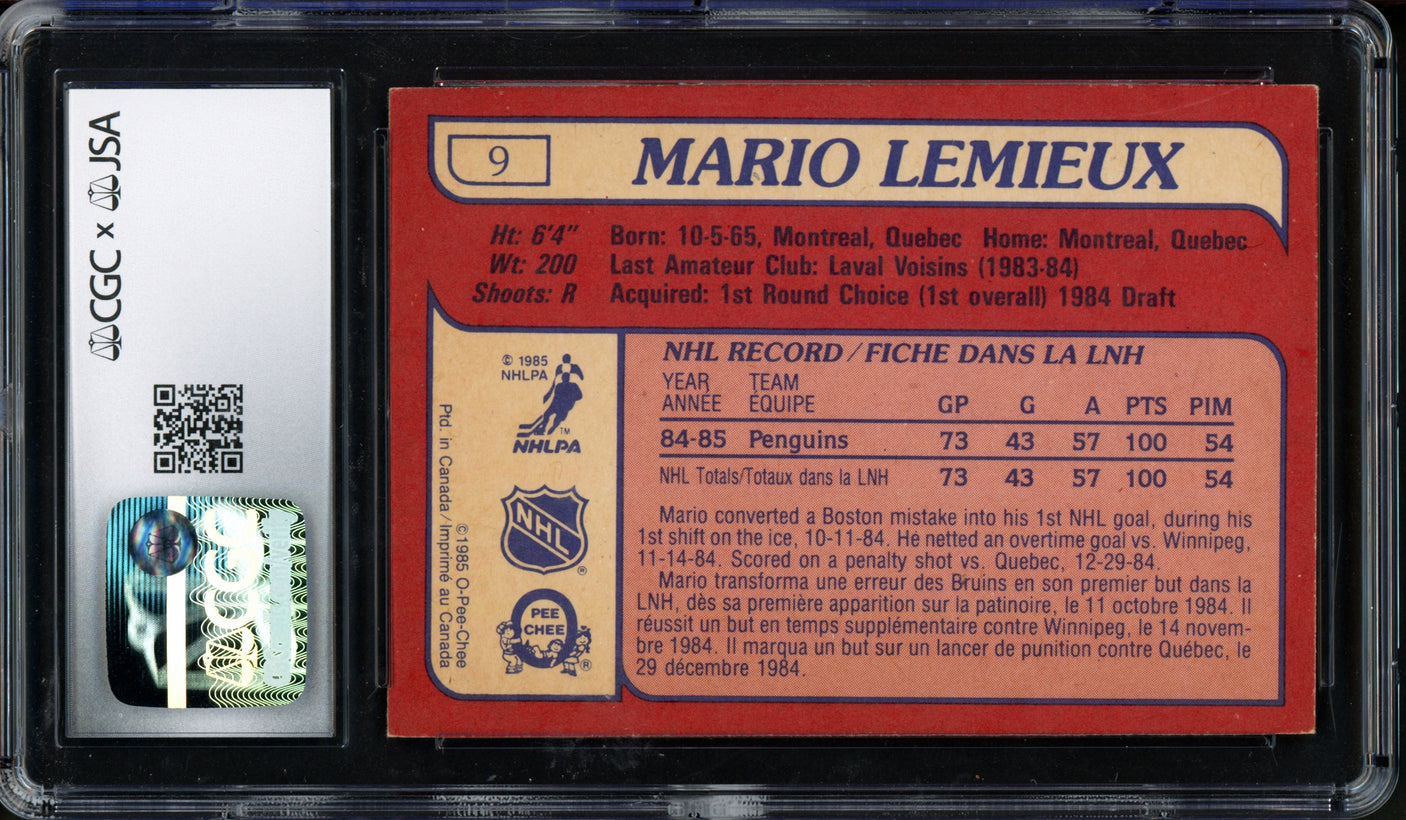 CGC x JSA
CGC
9
MARIO LEMIEUX
Ht: 6'4" Born: 10-5-65, Montreal, Quebec Home: Montreal, Quebec
Wt: 200 Last Amateur Club: Laval Voisins (1983-84)
Shoots: R Acquired: 1st Round Choice (1st overall) 1984 Draft
© 1985
NHLPA
TM
NHLPA
NHL
®
PEE
CHEE
®
©1985 O-Pee-Chee
Ptd. in Canada/Imprimé au Canada
NHL RECORD/FICHE DANS LA LNH
YEAR TEAM
ANNÉE ÉQUIPE GP G A PTS PIM
84-85 Penguins 73 43 57 100 54
NHL Totals/Totaux dans la LNH 73 43 57 100 54
Mario converted a Boston mistake into his 1st NHL goal, during his
1st shift on the ice, 10-11-84. He netted an overtime goal vs. Winnipeg,
11-14-84. Scored on a penalty shot vs. Quebec, 12-29-84.
Mario transforma une erreur des Bruins en son premier but dans la
LNH, dès sa première apparition sur la patinoire, le 11 octobre 1984. Il
réussit un but en temps supplémentaire contre Winnipeg, le 14 novem-
bre 1984. Il marqua un but sur un lancer de punition contre Québec, le
29 décembre 1984.